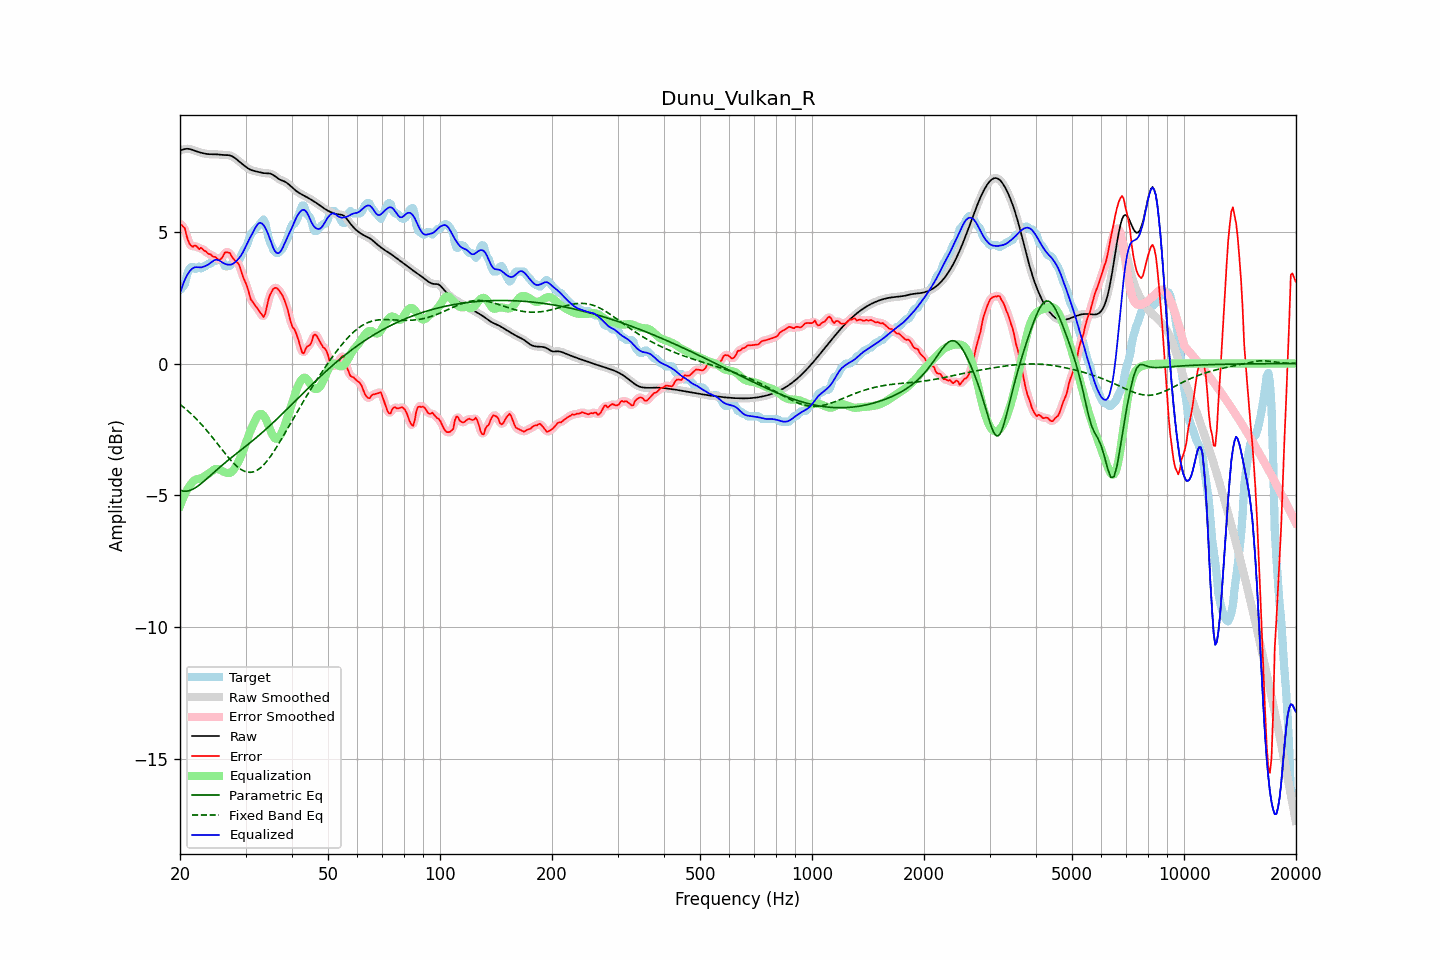 Dunu_Vulkan_R
Amplitude (dBr)
5
0
−5
−10
−15
Target
Raw Smoothed
Error Smoothed
Raw
Error
Equalization
Parametric Eq
Fixed Band Eq
Equalized
20 50 100 200 500 1000 2000 5000 10000 20000
Frequency (Hz)